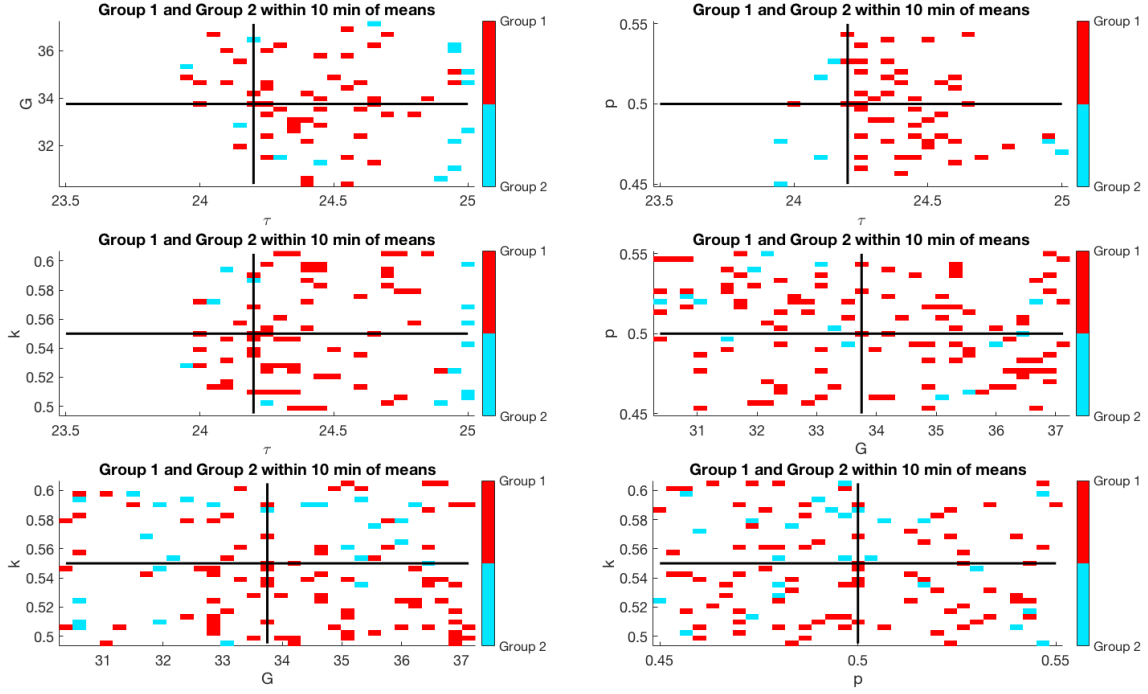 Group 1 and Group 2 within 10 min of means
Group 1
36
34
32
G
Group 2
23.5 24 24.5 25
τ
Group 1 and Group 2 within 10 min of means
Group 1
0.55
0.5
0.45
p
Group 2
23.5 24 24.5 25
τ
Group 1 and Group 2 within 10 min of means
Group 1
0.6
0.58
0.56
0.54
0.52
0.5
k
Group 2
23.5 24 24.5 25
τ
Group 1 and Group 2 within 10 min of means
Group 1
0.55
0.5
0.45
p
Group 2
31 32 33 34 35 36 37
G
Group 1 and Group 2 within 10 min of means
Group 1
0.6
0.58
0.56
0.54
0.52
0.5
k
Group 2
31 32 33 34 35 36 37
G
Group 1 and Group 2 within 10 min of means
Group 1
0.6
0.58
0.56
0.54
0.52
0.5
k
Group 2
0.45 0.5 0.55
p